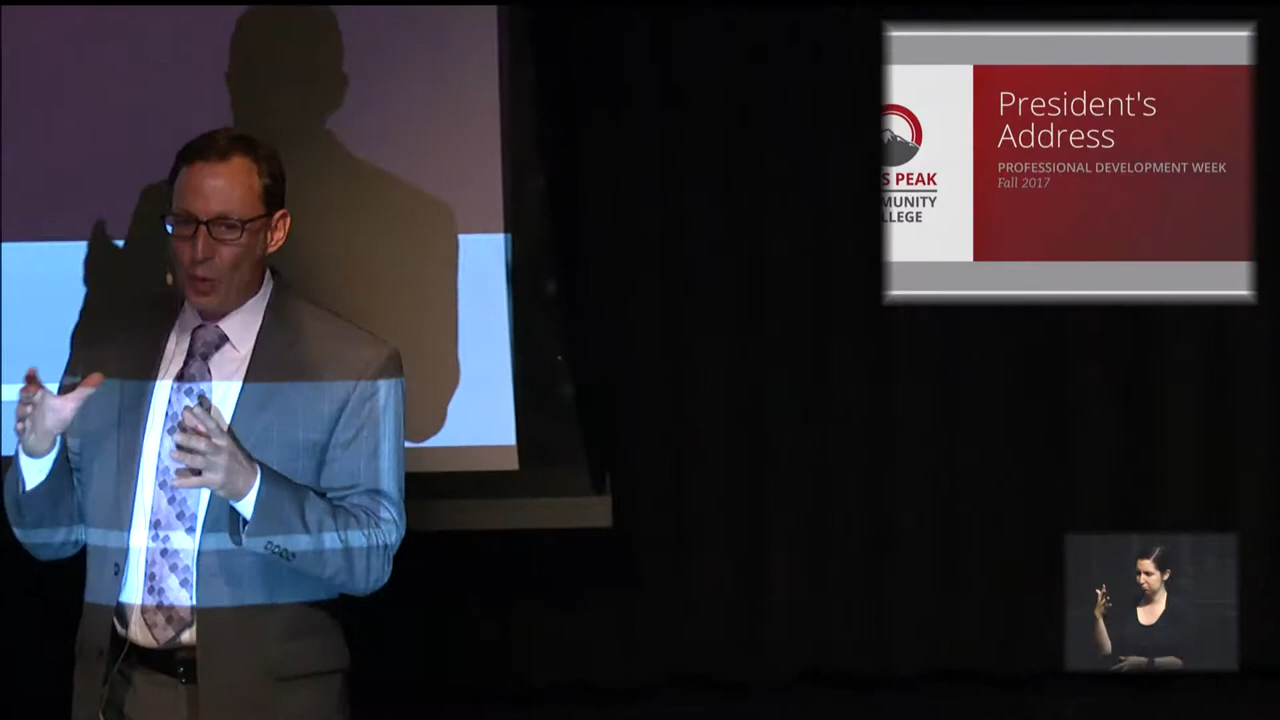 President's
Address
PROFESSIONAL DEVELOPMENT WEEK
Fall 2017
S PEAK
MUNITY
LLEGE